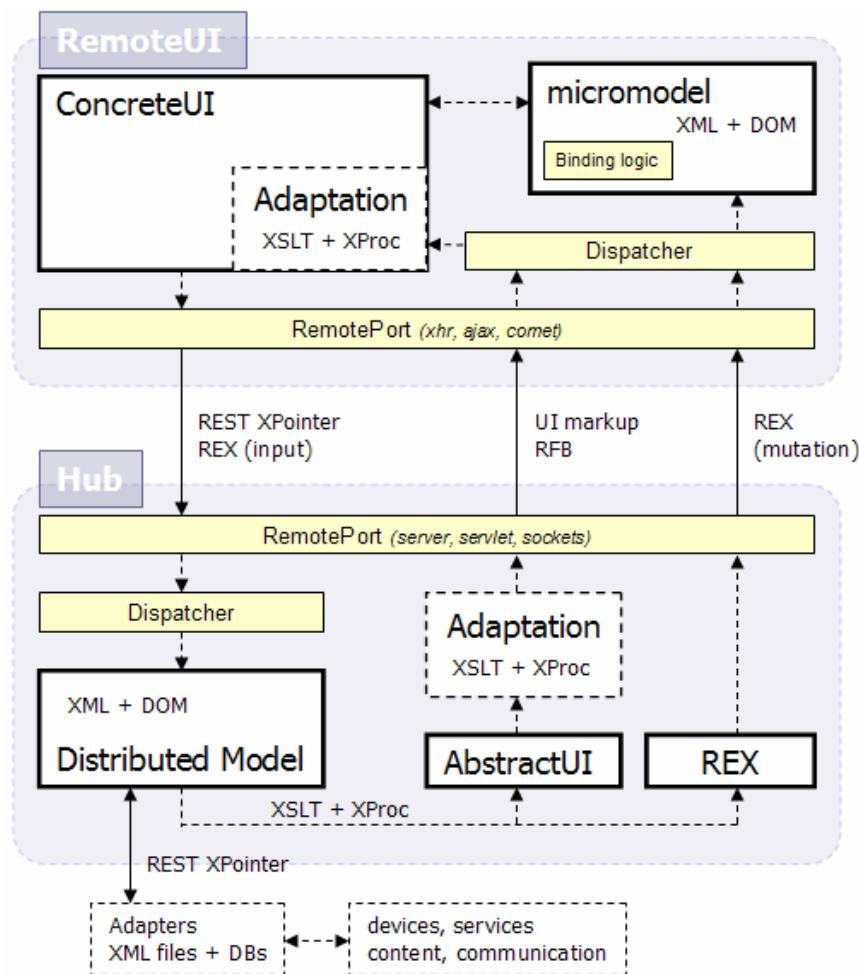 RemoteUI
ConcreteUI
micromodel
XML + DOM
Binding logic
Adaptation
XSLT + XProc
Dispatcher
RemotePort (xhr, ajax, comet)
REST XPointer
REX (input)
UI markup
RFB
REX
(mutation)
Hub
RemotePort (server, servlet, sockets)
Dispatcher
Adaptation
XSLT + XProc
XML + DOM
Distributed Model
AbstractUI
REX
XSLT + XProc
REST XPointer
Adapters
XML files + DBs
devices, services
content, communication